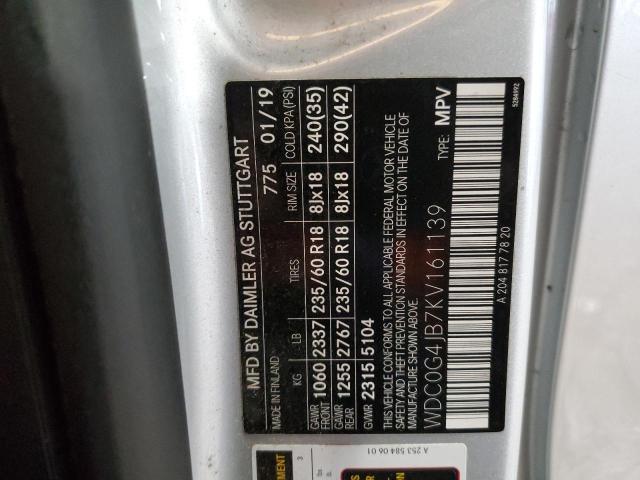 MFD BY DAIMLER AG STUTTGART
MADE IN FINLAND 775 01/19
KG LB TIRES RIM SIZE COLD KPA (PSI)
GAWR FRONT 1060 2337 235/60 R18 8Jx18 240(35)
GAWR REAR 1255 2767 235/60 R18 8Jx18 290(42)
GVWR 2315 5104
THIS VEHICLE CONFORMS TO ALL APPLICABLE FEDERAL MOTOR VEHICLE
SAFETY AND THEFT PREVENTION STANDARDS IN EFFECT ON THE DATE OF
MANUFACTURE SHOWN ABOVE.
WDC0G4JB7KV161139 TYPE: MPV
A 204 817 78 20
5284992
A 253 584 06 01
3